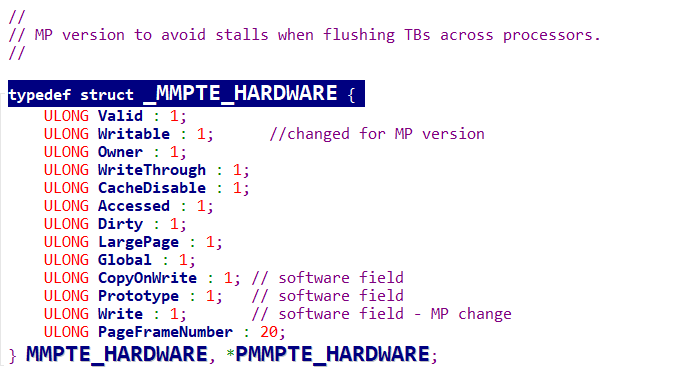 //
// MP version to avoid stalls when flushing TBs across processors.
//
typedef struct _MMPTE_HARDWARE {
ULONG Valid : 1;
ULONG Writable : 1; //changed for MP version
ULONG Owner : 1;
ULONG WriteThrough : 1;
ULONG CacheDisable : 1;
ULONG Accessed : 1;
ULONG Dirty : 1;
ULONG LargePage : 1;
ULONG Global : 1;
ULONG CopyOnWrite : 1; // software field
ULONG Prototype : 1; // software field
ULONG Write : 1; // software field - MP change
ULONG PageFrameNumber : 20;
} MMPTE_HARDWARE, *PMMPTE_HARDWARE;